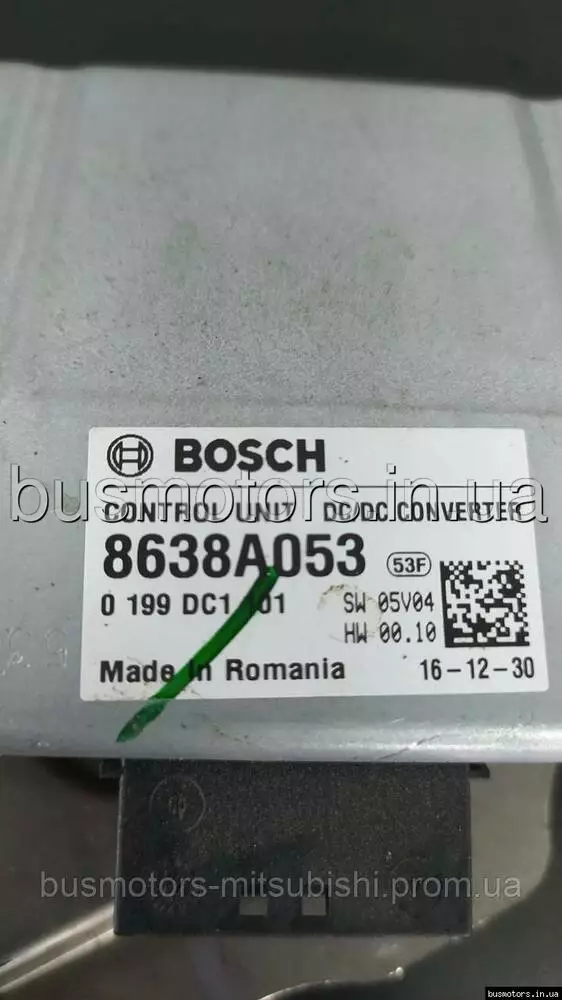 BOSCH
busmotors.in.ua
CONTROL UNIT DC/DC.CONVERTER
8638A053 53F
0 199 DC1 101 SW 05V04
HW 00.10
Made In Romania 16-12-30
busmotors-mitsubishi.prom.ua
busmotors.in.ua